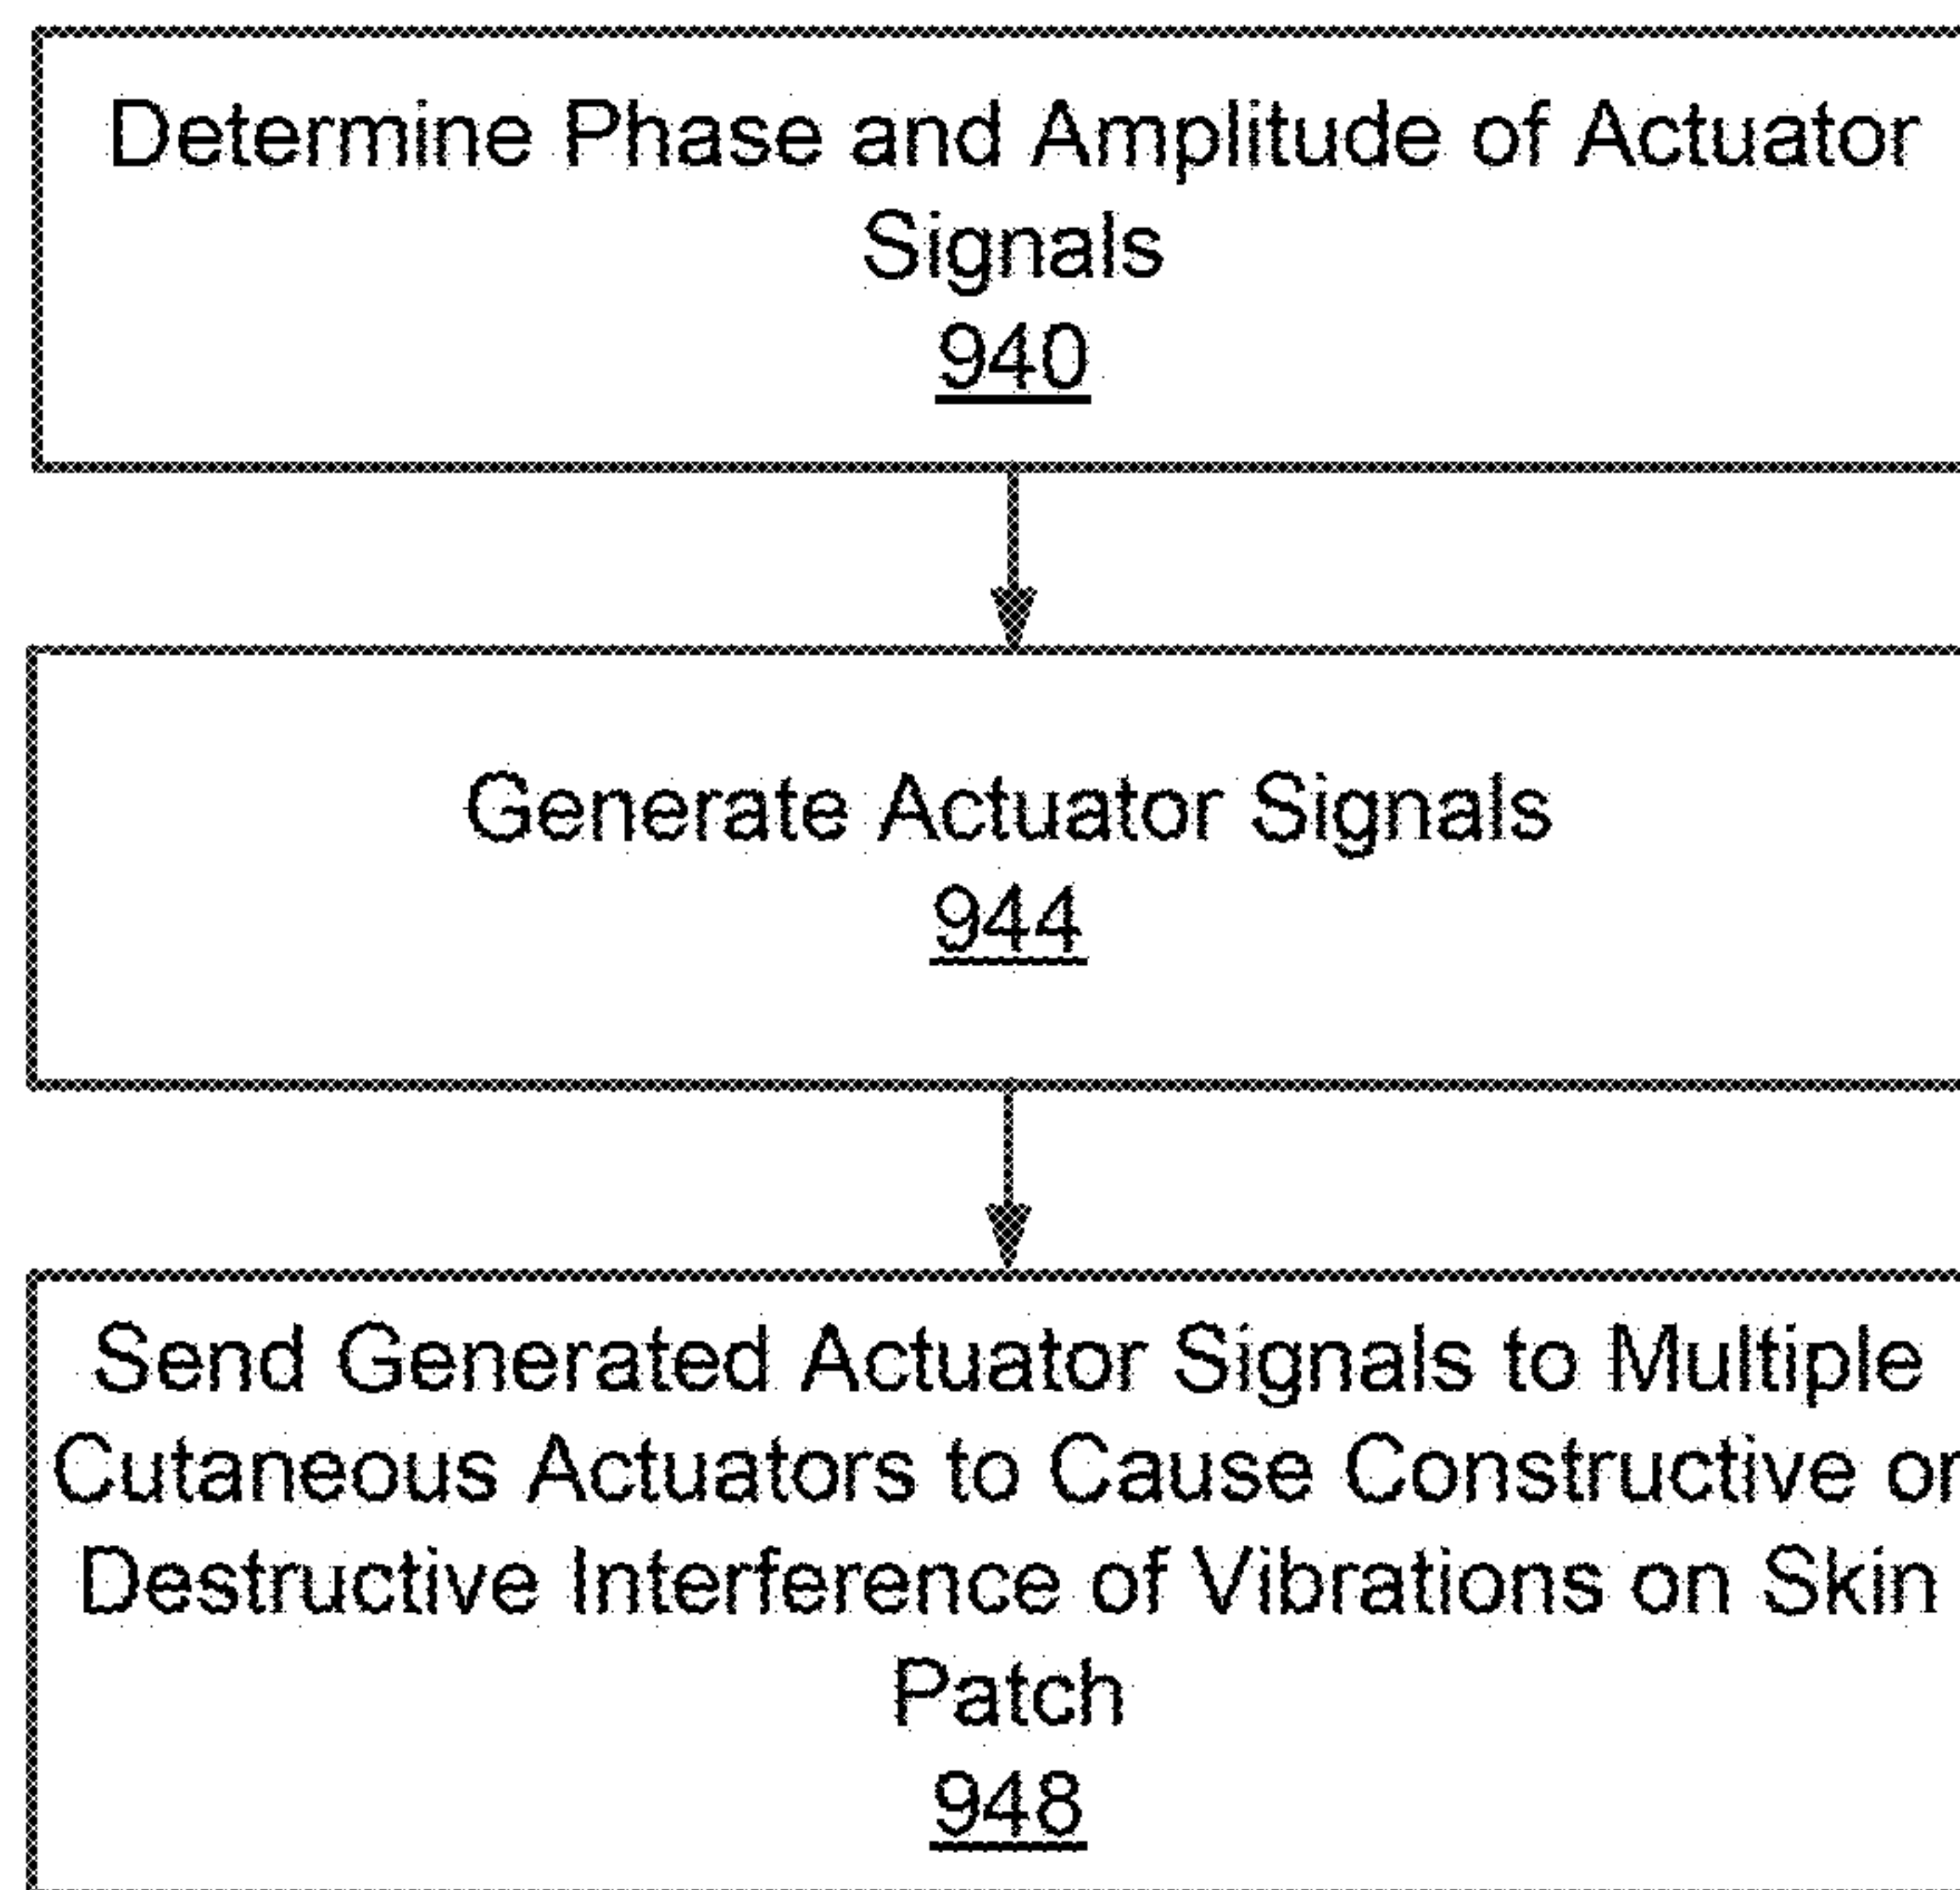 Determine Phase and Amplitude of Actuator
Signals
940
Generate Actuator Signals
944
Send Generated Actuator Signals to Multiple
Cutaneous Actuators to Cause Constructive or
Destructive Interference of Vibrations on Skin
Patch
948